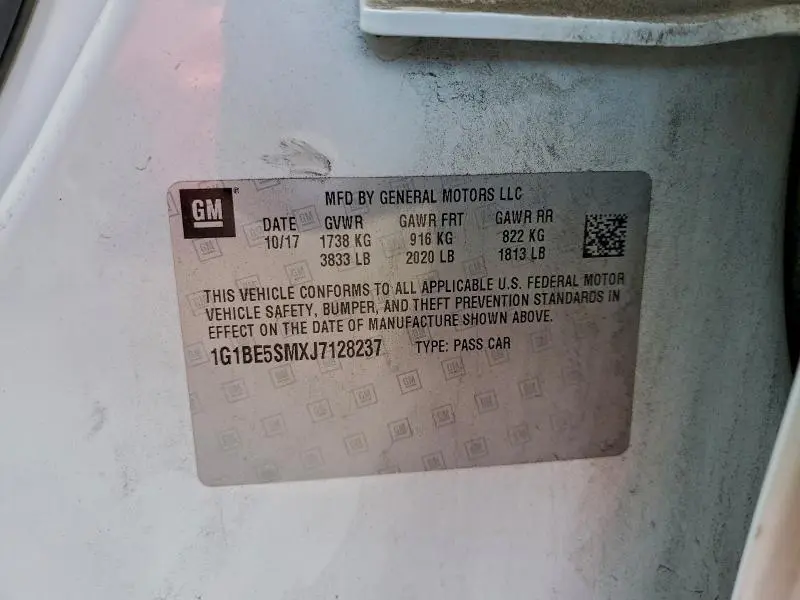 GM ® MFD BY GENERAL MOTORS LLC
DATE GVWR GAWR FRT GAWR RR
10/17 1738 KG 916 KG 822 KG
3833 LB 2020 LB 1813 LB
THIS VEHICLE CONFORMS TO ALL APPLICABLE U.S. FEDERAL MOTOR
VEHICLE SAFETY, BUMPER, AND THEFT PREVENTION STANDARDS IN
EFFECT ON THE DATE OF MANUFACTURE SHOWN ABOVE.
1G1BE5SMXJ7128237 TYPE: PASS CAR